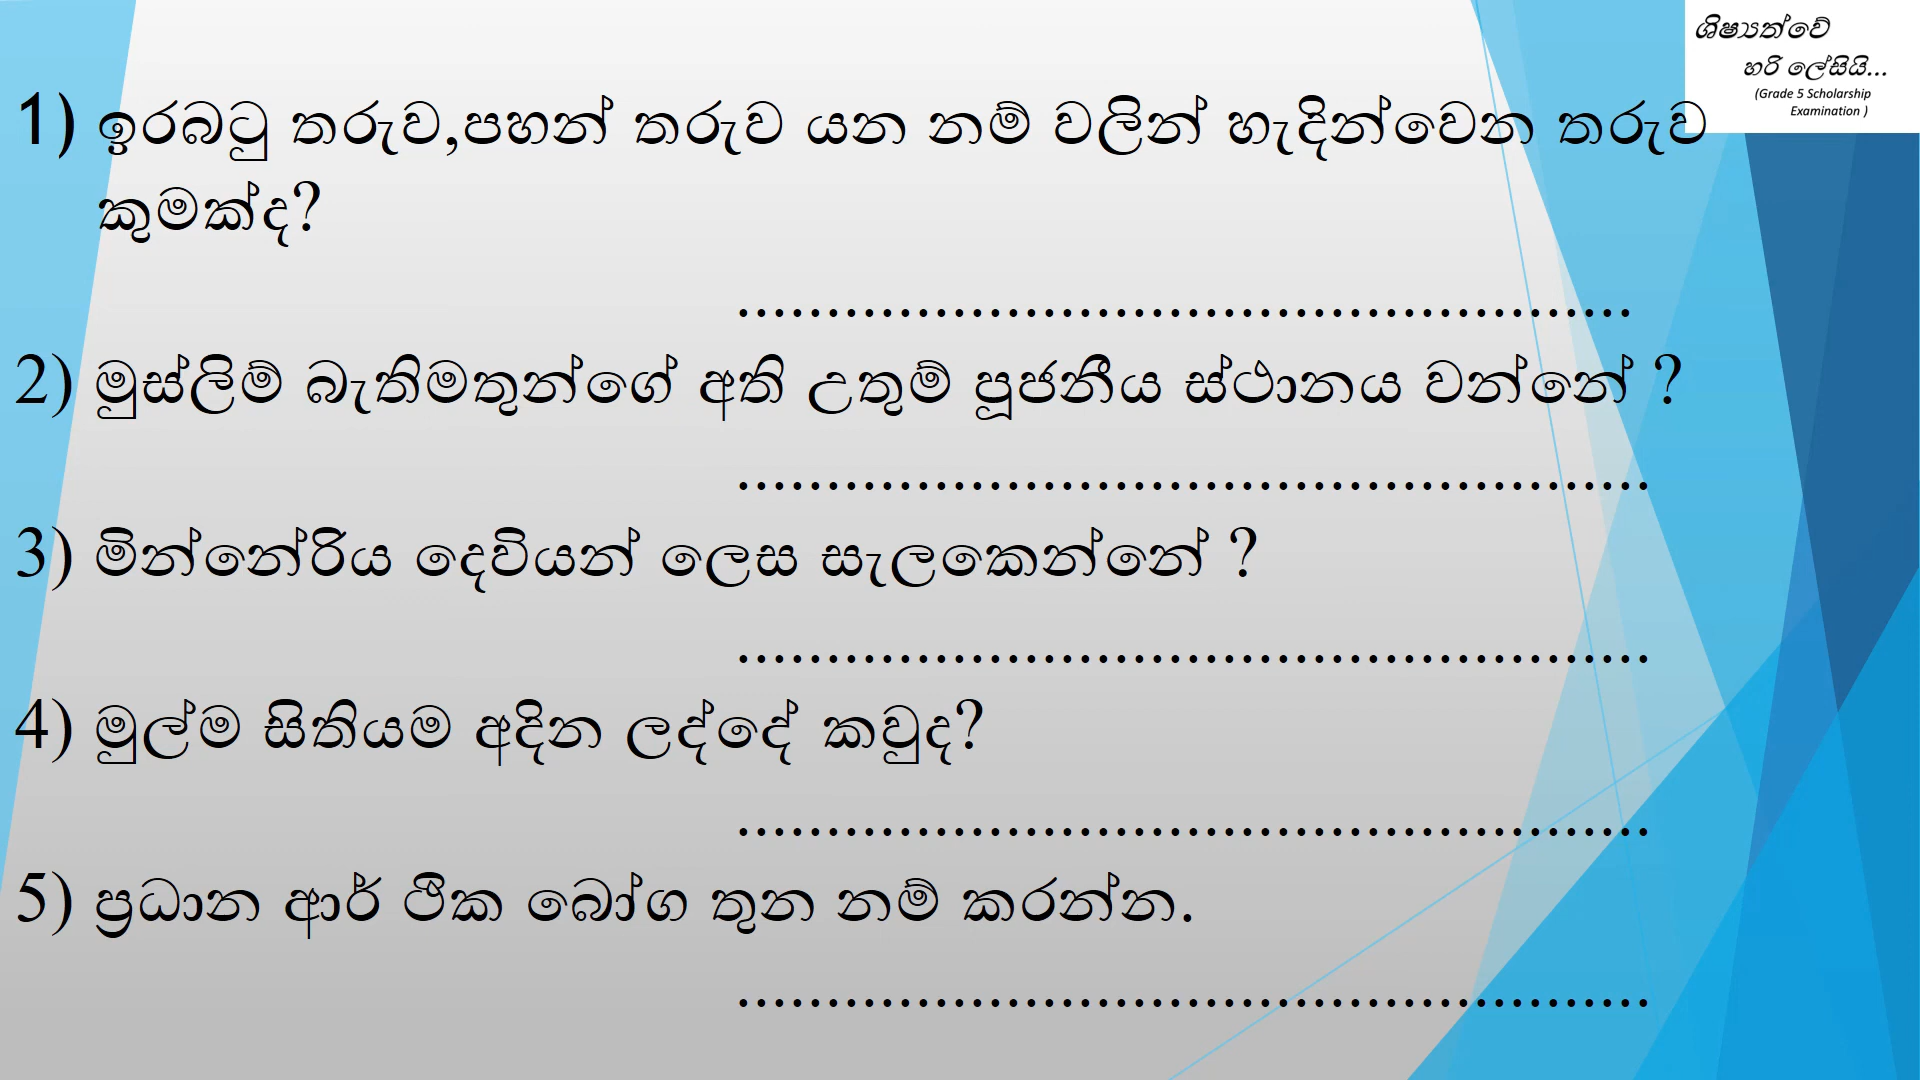 ශිෂ්‍යත්වේ
හරි ලේසියි...
(Grade 5 Scholarship
Examination )
1) ඉරබටු තරුව,පහන් තරුව යන නම් වලින් හැදින්වෙන තරුව
කුමක්ද?
..................................................
2) මුස්ලිම් බැතිමතුන්ගේ අති උතුම් පූජනීය ස්ථානය වන්නේ ?
...................................................
3) මින්නේරිය දෙවියන් ලෙස සැලකෙන්නේ ?
...................................................
4) මුල්ම සිතියම අදින ලද්දේ කවුද?
...................................................
5) ප්‍රධාන ආර් ථික බෝග තුන නම් කරන්න.
...................................................